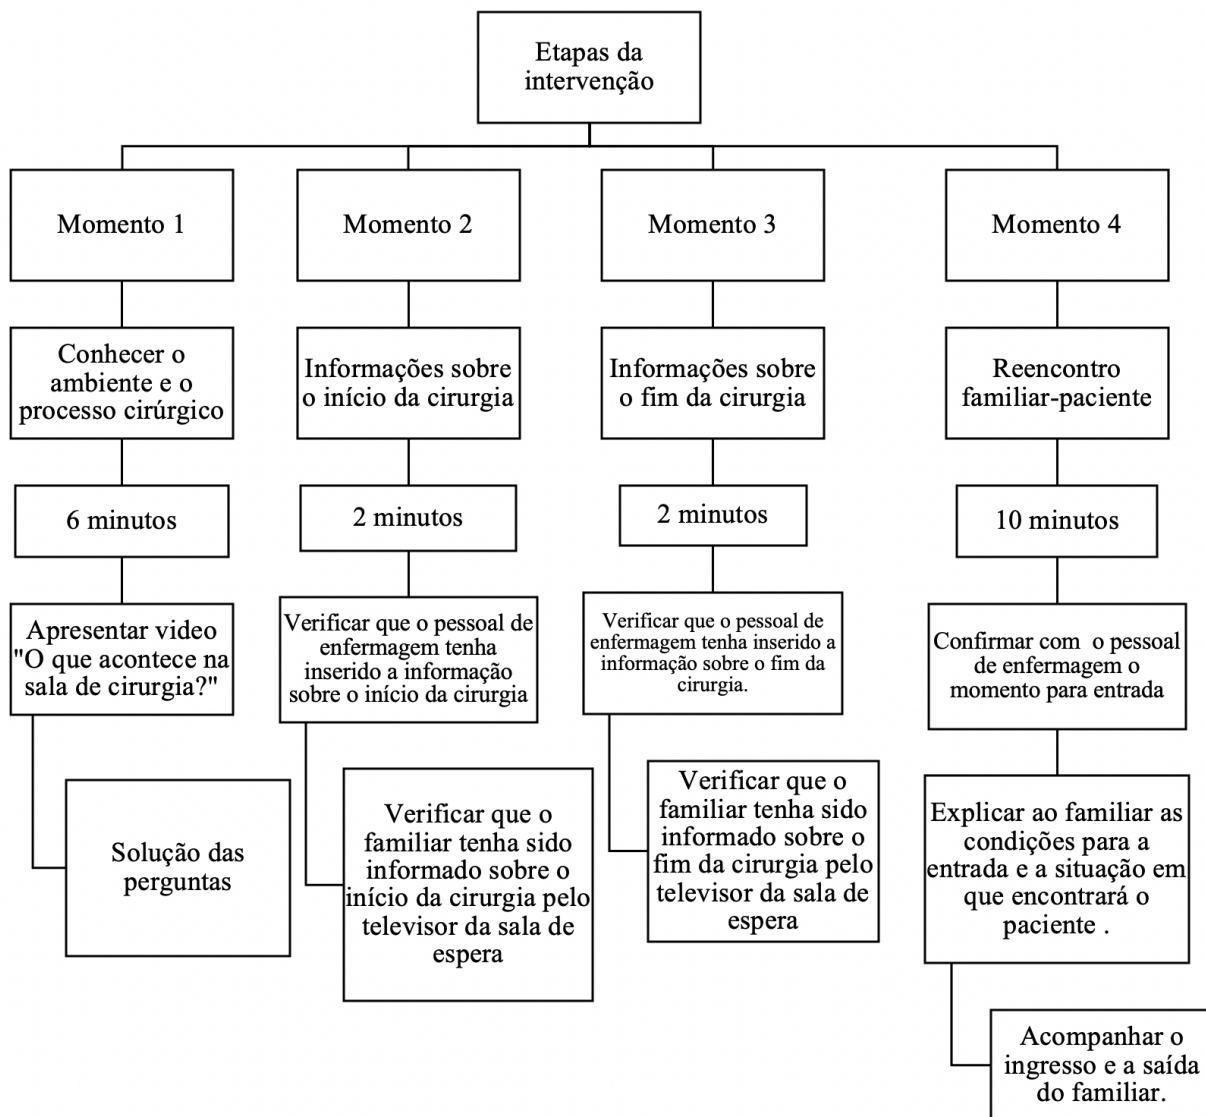 Etapas da
intervenção
Momento 1
Momento 2
Momento 3
Momento 4
Conhecer o
ambiente e o
processo cirúrgico
Informações sobre
o início da cirurgia
Informações sobre
o fim da cirurgia
Reencontro
familiar-paciente
6 minutos
2 minutos
2 minutos
10 minutos
Apresentar video
"O que acontece na
sala de cirurgia?"
Verificar que o pessoal de
enfermagem tenha
inserido a informação
sobre o início da cirurgia
Verificar que o pessoal de
enfermagem tenha inserido a
informação sobre o fim da
cirurgia.
Confirmar com o pessoal
de enfermagem o
momento para entrada
Solução das
perguntas
Verificar que o
familiar tenha sido
informado sobre o
início da cirurgia pelo
televisor da sala de
espera
Verificar que o
familiar tenha sido
informado sobre o
fim da cirurgia pelo
televisor da sala de
espera
Explicar ao familiar as
condições para a
entrada e a situação em
que encontrará o
paciente .
Acompanhar o
ingresso e a saída
do familiar.